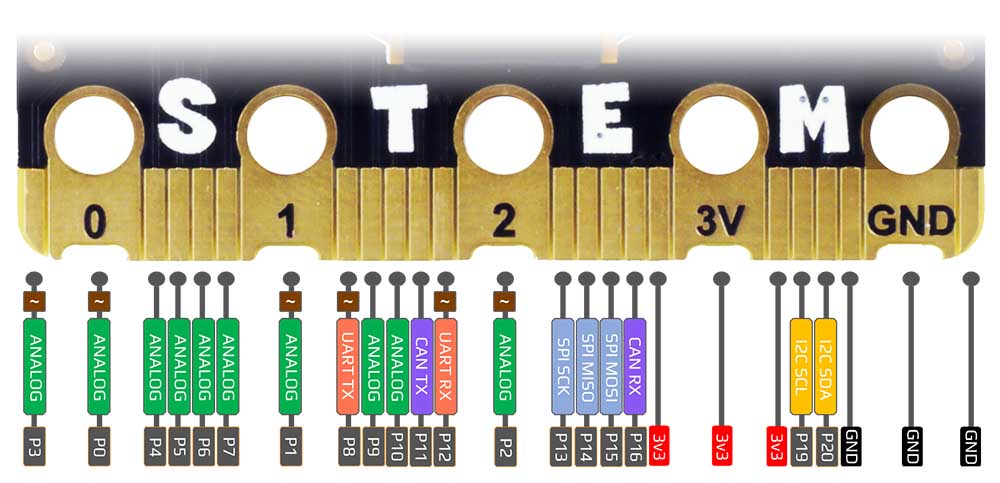 S T E M
0 1 2 3V GND
~ ~ ~ ~ ~ ~
ANALOG ANALOG ANALOG ANALOG ANALOG ANALOG ANALOG UART TX ANALOG ANALOG CAN TX UART RX ANALOG SPI SCK SPI MISO SPI MOSI CAN RX I2C SCL I2C SDA
P3 P0 P4 P5 P6 P7 P1 P8 P9 P10 P11 P12 P2 P13 P14 P15 P16 3v3 3v3 3v3 P19 P20 GND GND GND